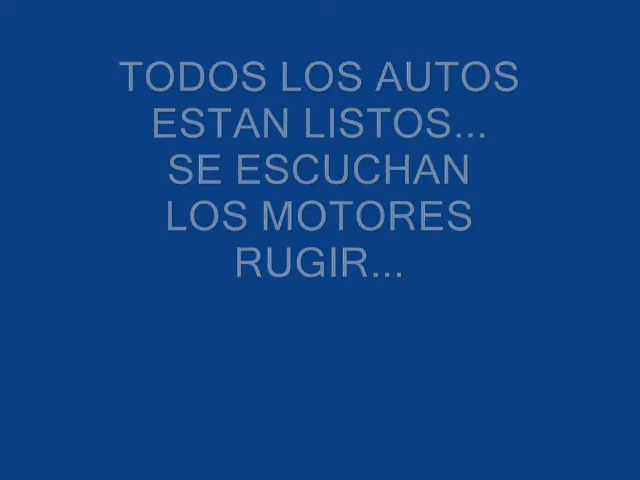 TODOS LOS AUTOS
ESTAN LISTOS...
SE ESCUCHAN
LOS MOTORES
RUGIR...